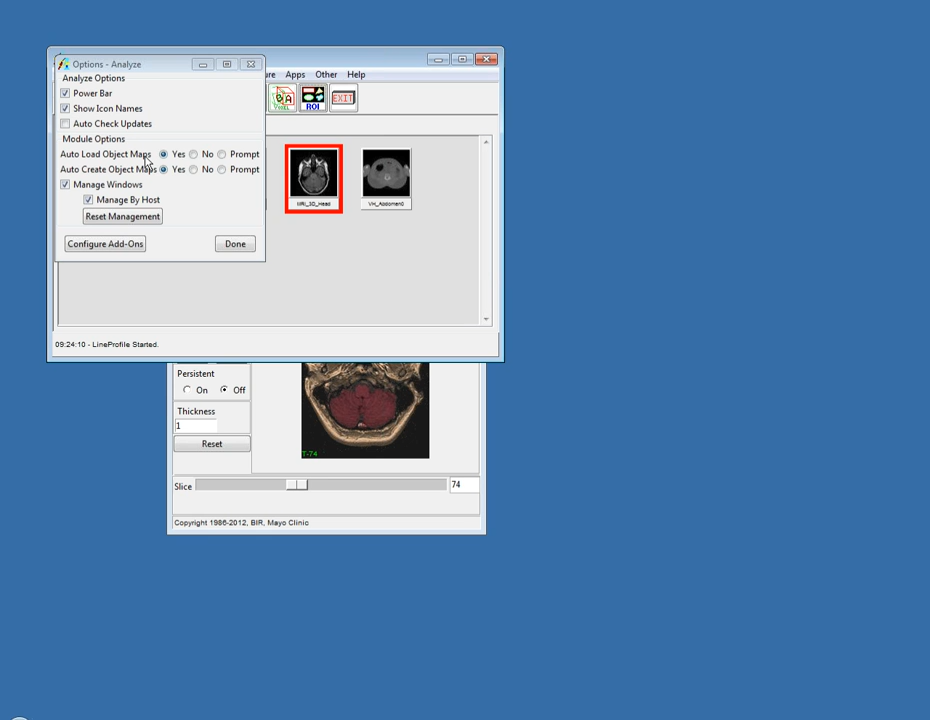 Options - Analyze
Analyze Options
Power Bar
Show Icon Names
Auto Check Updates
Module Options
Auto Load Object Maps Yes No Prompt
Auto Create Object Maps Yes No Prompt
Manage Windows
Manage By Host
Reset Management
Configure Add-Ons Done
ure Apps Other Help
ROI EXIT
MRI_3D_Head VH_Abdomen0
09:24:10 - LineProfile Started.
Persistent
On Off
Thickness
1
Reset
T-74
Slice 74
Copyright 1986-2012, BIR, Mayo Clinic